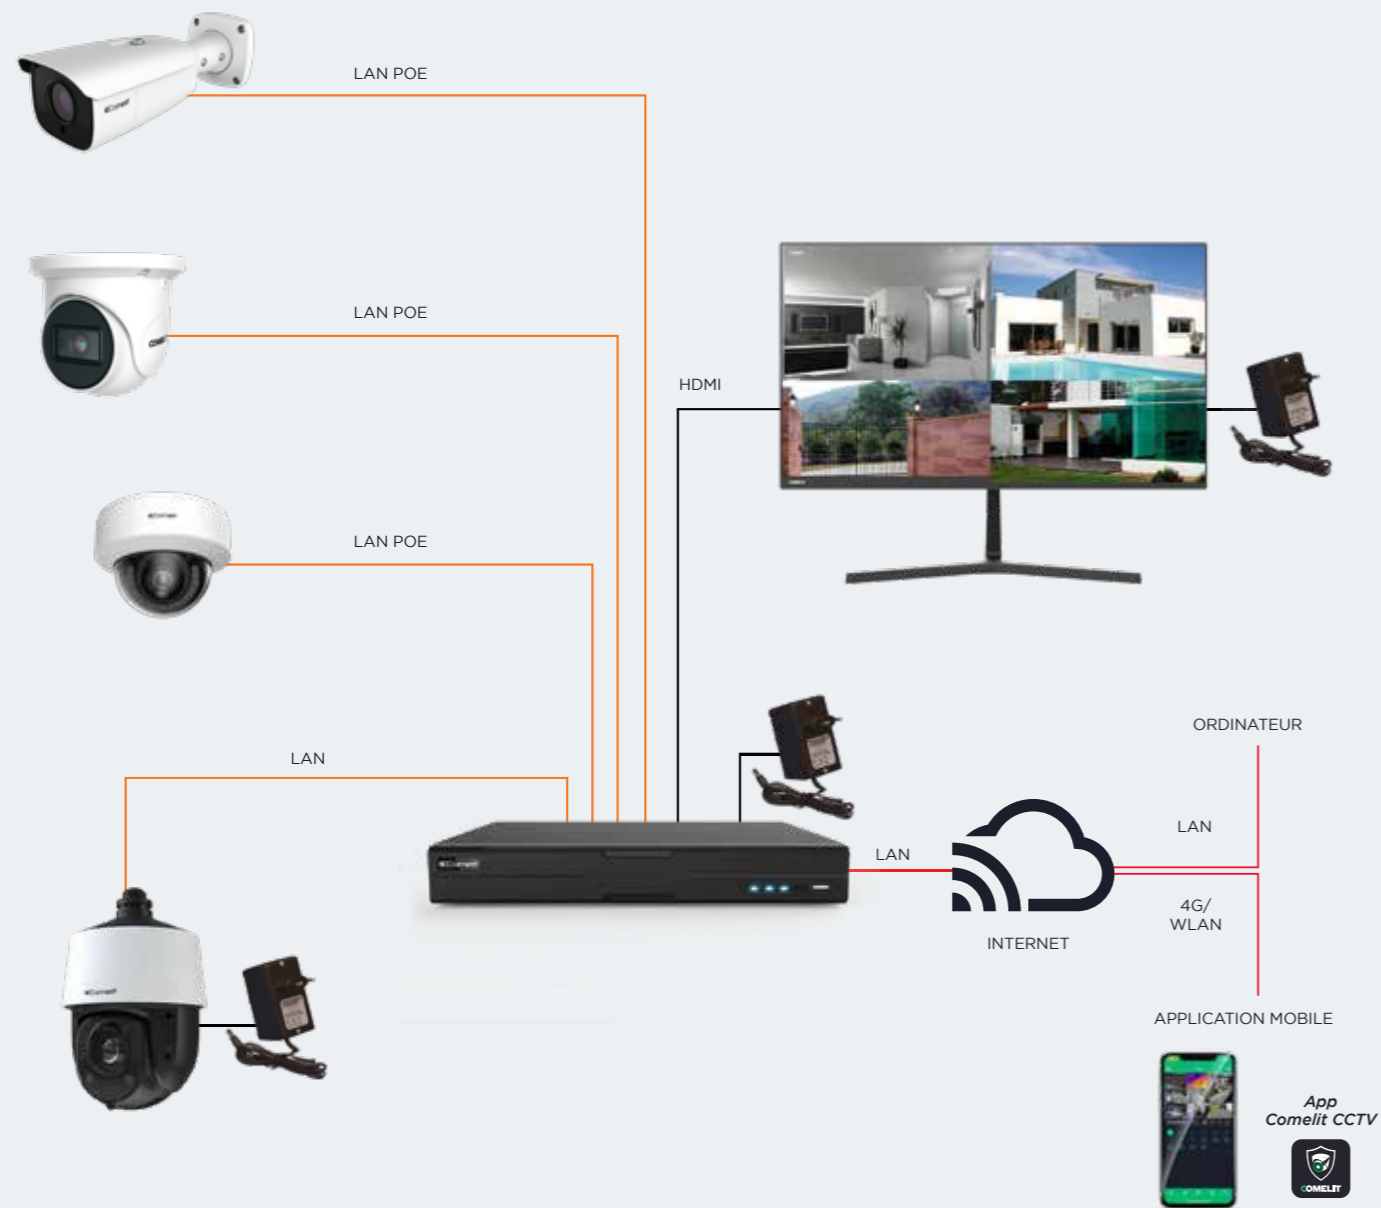 LAN POE
LAN POE
HDMI
LAN POE
LAN
ORDINATEUR
LAN
LAN
4G/
WLAN
INTERNET
APPLICATION MOBILE
App
Comelit CCTV
COMELIT